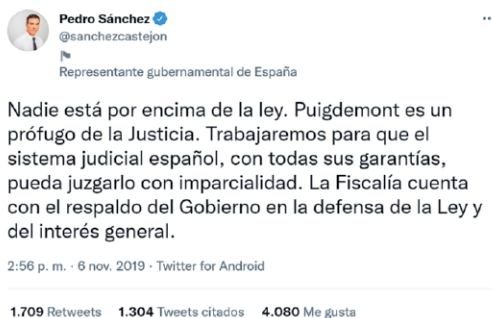 Pedro Sánchez
@sanchezcastejon
Representante gubernamental de España
Nadie está por encima de la ley. Puigdemont es un
prófugo de la Justicia. Trabajaremos para que el
sistema judicial español, con todas sus garantías,
pueda juzgarlo con imparcialidad. La Fiscalía cuenta
con el respaldo del Gobierno en la defensa de la Ley y
del interés general.
2:56 p. m. · 6 nov. 2019 · Twitter for Android
1.709 Retweets 1.304 Tweets citados 4.080 Me gusta